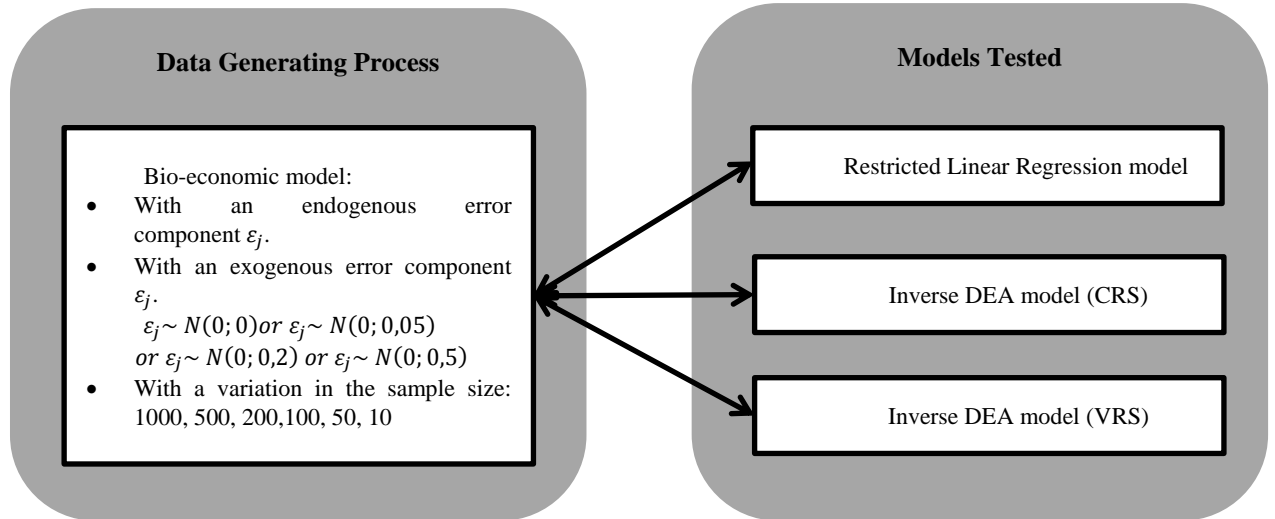 Data Generating Process
Bio-economic model:
• With an endogenous error
component εⱼ.
• With an exogenous error component
εⱼ.
εⱼ~ N(0; 0)or εⱼ~ N(0; 0,05)
or εⱼ~ N(0; 0,2) or εⱼ~ N(0; 0,5)
• With a variation in the sample size:
1000, 500, 200,100, 50, 10
Models Tested
Restricted Linear Regression model
Inverse DEA model (CRS)
Inverse DEA model (VRS)